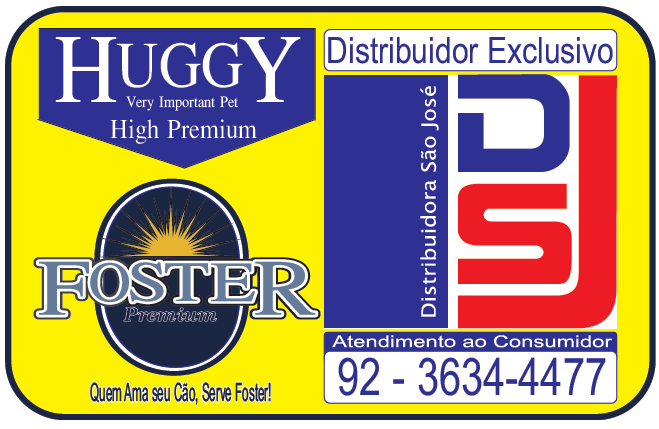 HUGGY
Very Important Pet
High Premium
FOSTER
Premium
Quem Ama seu Cão, Serve Foster!
Distribuidor Exclusivo
Distribuidora São José
DSJ
Atendimento ao Consumidor
92 - 3634-4477